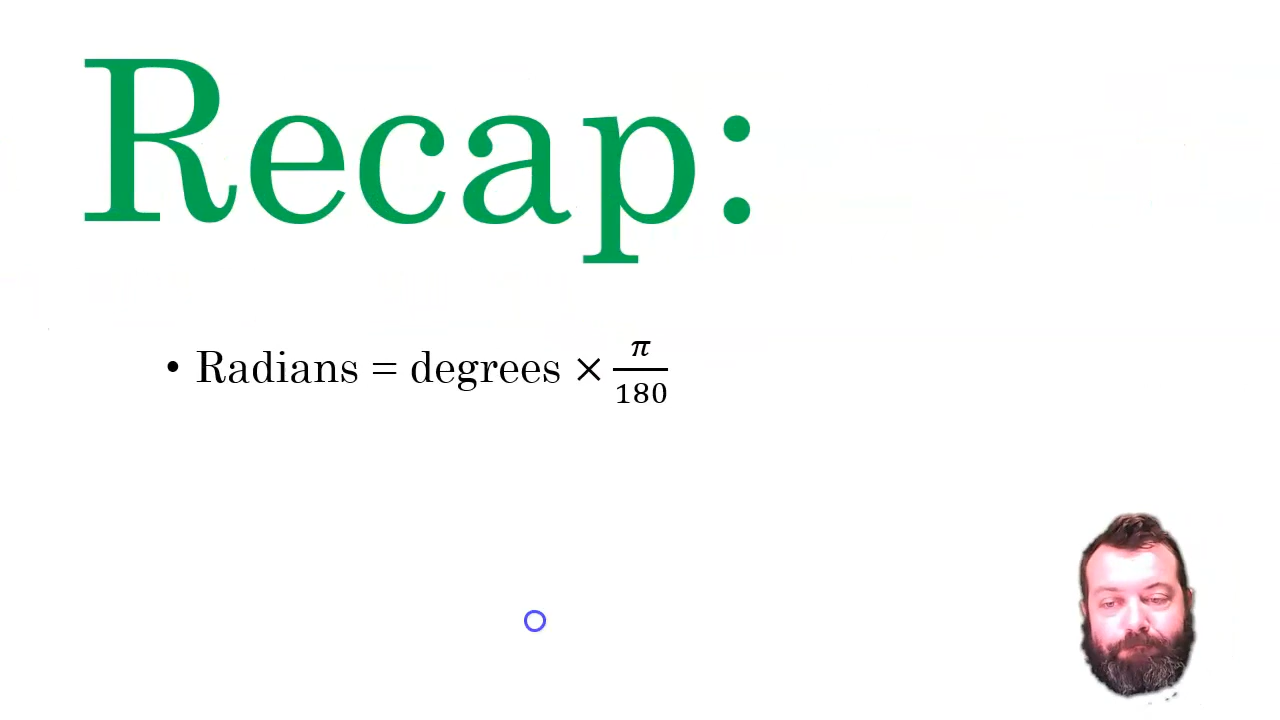 Recap:
• Radians = degrees × π/180